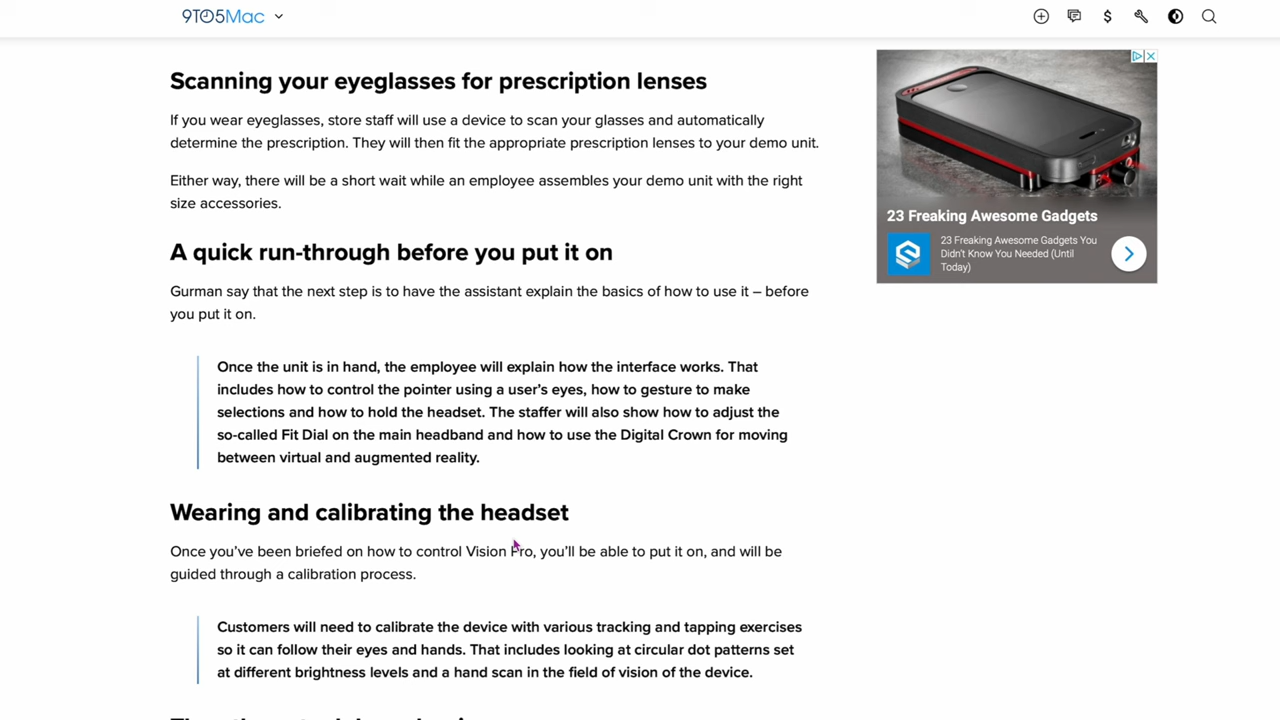 9TO5Mac
Scanning your eyeglasses for prescription lenses
If you wear eyeglasses, store staff will use a device to scan your glasses and automatically
determine the prescription. They will then fit the appropriate prescription lenses to your demo unit.
Either way, there will be a short wait while an employee assembles your demo unit with the right
size accessories.
A quick run-through before you put it on
Gurman say that the next step is to have the assistant explain the basics of how to use it – before
you put it on.
Once the unit is in hand, the employee will explain how the interface works. That
includes how to control the pointer using a user's eyes, how to gesture to make
selections and how to hold the headset. The staffer will also show how to adjust the
so-called Fit Dial on the main headband and how to use the Digital Crown for moving
between virtual and augmented reality.
Wearing and calibrating the headset
Once you've been briefed on how to control Vision Pro, you'll be able to put it on, and will be
guided through a calibration process.
Customers will need to calibrate the device with various tracking and tapping exercises
so it can follow their eyes and hands. That includes looking at circular dot patterns set
at different brightness levels and a hand scan in the field of vision of the device.
23 Freaking Awesome Gadgets
23 Freaking Awesome Gadgets You
Didn't Know You Needed (Until
Today)